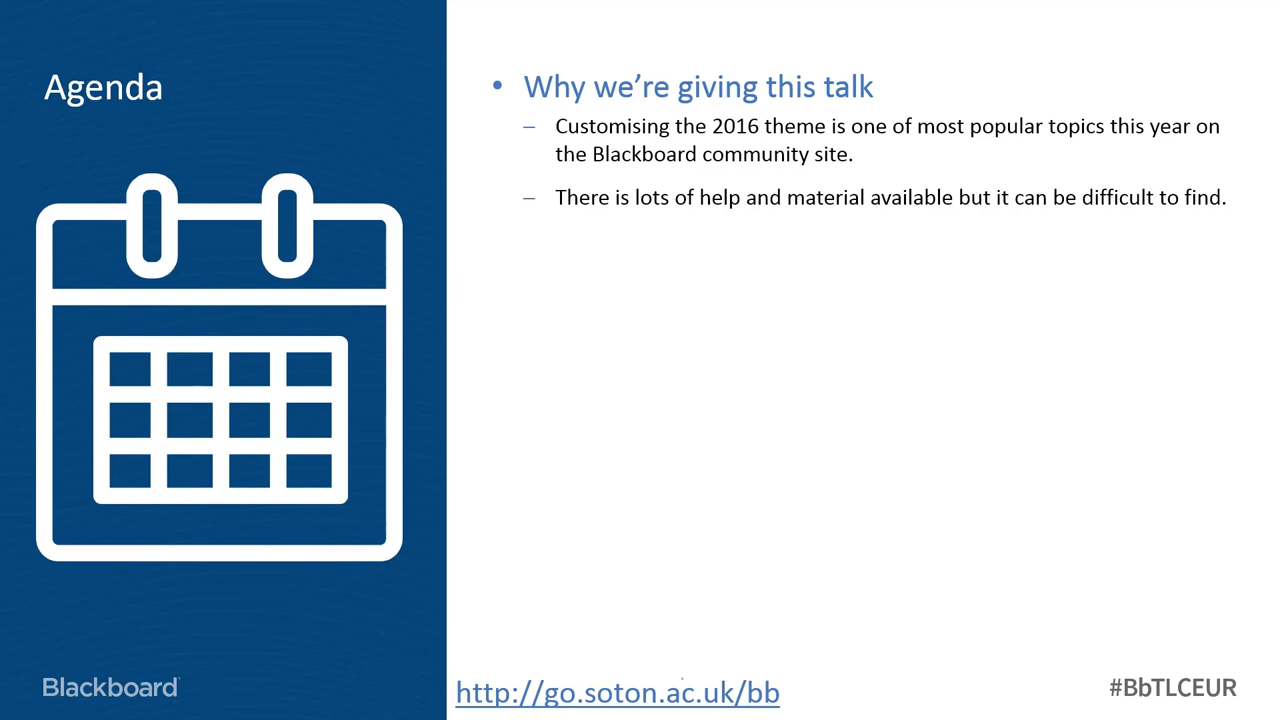 Agenda
• Why we're giving this talk
– Customising the 2016 theme is one of most popular topics this year on
the Blackboard community site.
– There is lots of help and material available but it can be difficult to find.
Blackboard
http://go.soton.ac.uk/bb
#BbTLCEUR